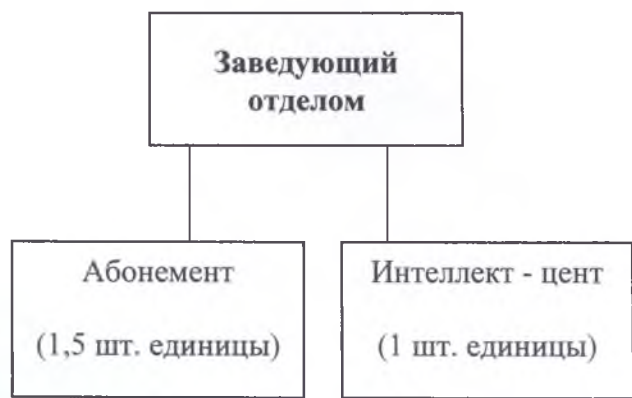 Заведующий
отделом
Абонемент
(1,5 шт. единицы)
Интеллект - цент
(1 шт. единицы)